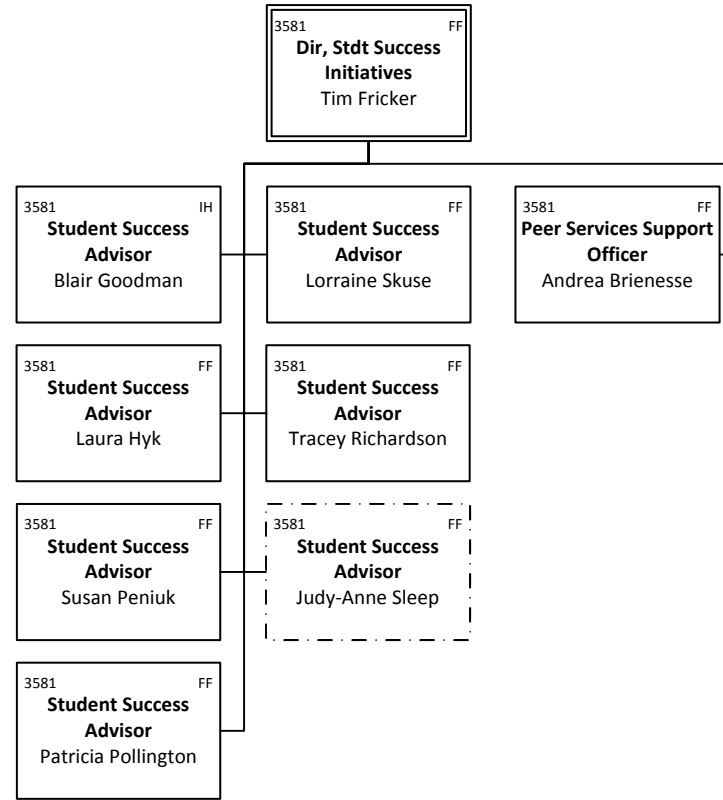 3581 FF
Dir, Stdt Success
Initiatives
Tim Fricker
3581 IH
Student Success
Advisor
Blair Goodman
3581 FF
Student Success
Advisor
Lorraine Skuse
3581 FF
Peer Services Support
Officer
Andrea Brienesse
3581 FF
Student Success
Advisor
Laura Hyk
3581 FF
Student Success
Advisor
Tracey Richardson
3581 FF
Student Success
Advisor
Susan Peniuk
3581 FF
Student Success
Advisor
Judy-Anne Sleep
3581 FF
Student Success
Advisor
Patricia Pollington